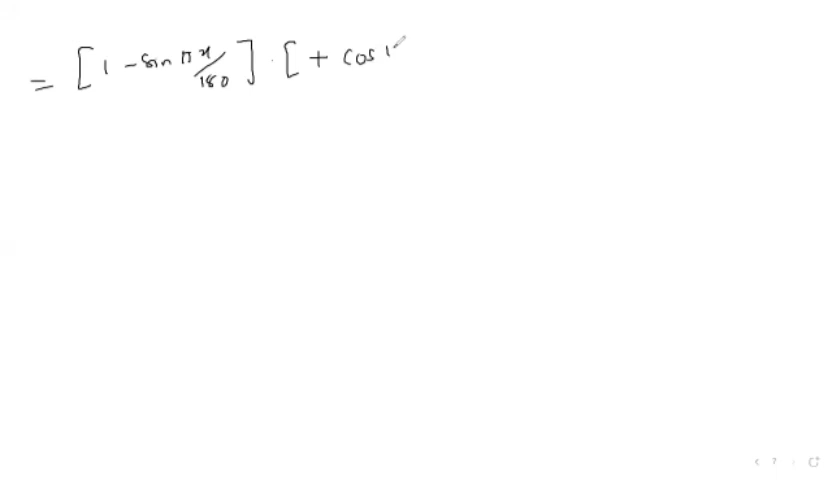 = [1 - sin πx/180] · [+ cos